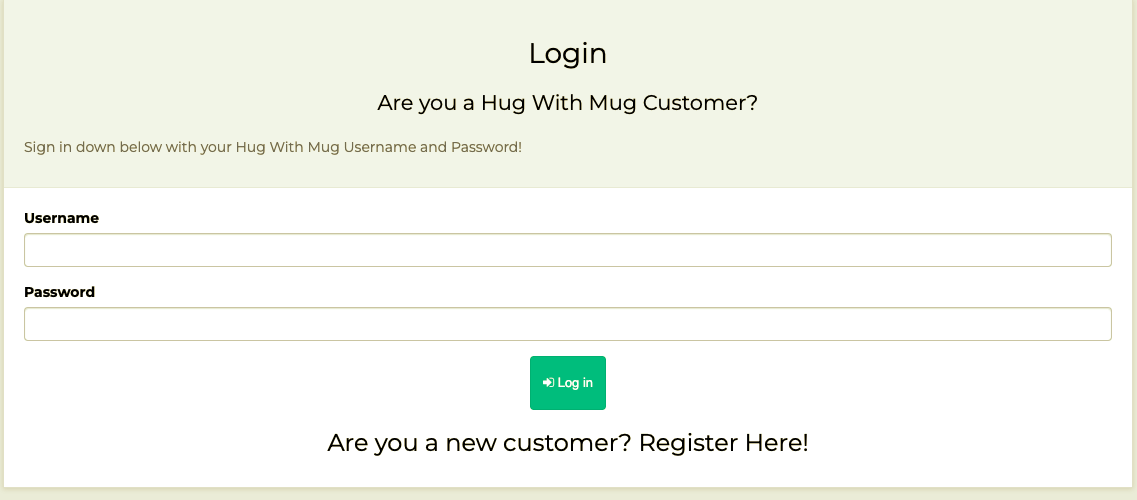 Login
Are you a Hug With Mug Customer?
Sign in down below with your Hug With Mug Username and Password!
Username
Password
Log in
Are you a new customer? Register Here!